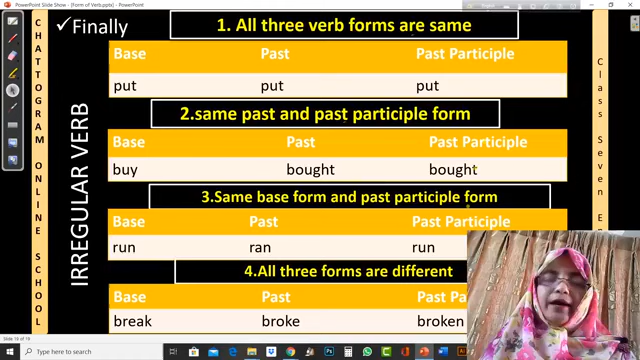 PowerPoint Slide Show - [Form of Verb.pptx] - PowerPoint
✓Finally
1. All three verb forms are same
Base Past Past Participle
put put put
2.same past and past participle form
Base Past Past Participle
buy bought bought
3.Same base form and past participle form
Base Past Past Participle
run ran run
4.All three forms are different
Base Past Past Pa
break broke broken
IRREGULAR VERB
CHATTOGRAM ONLINE SCHOOL
Class Seven En
Slide 18 of 19
Type here to search